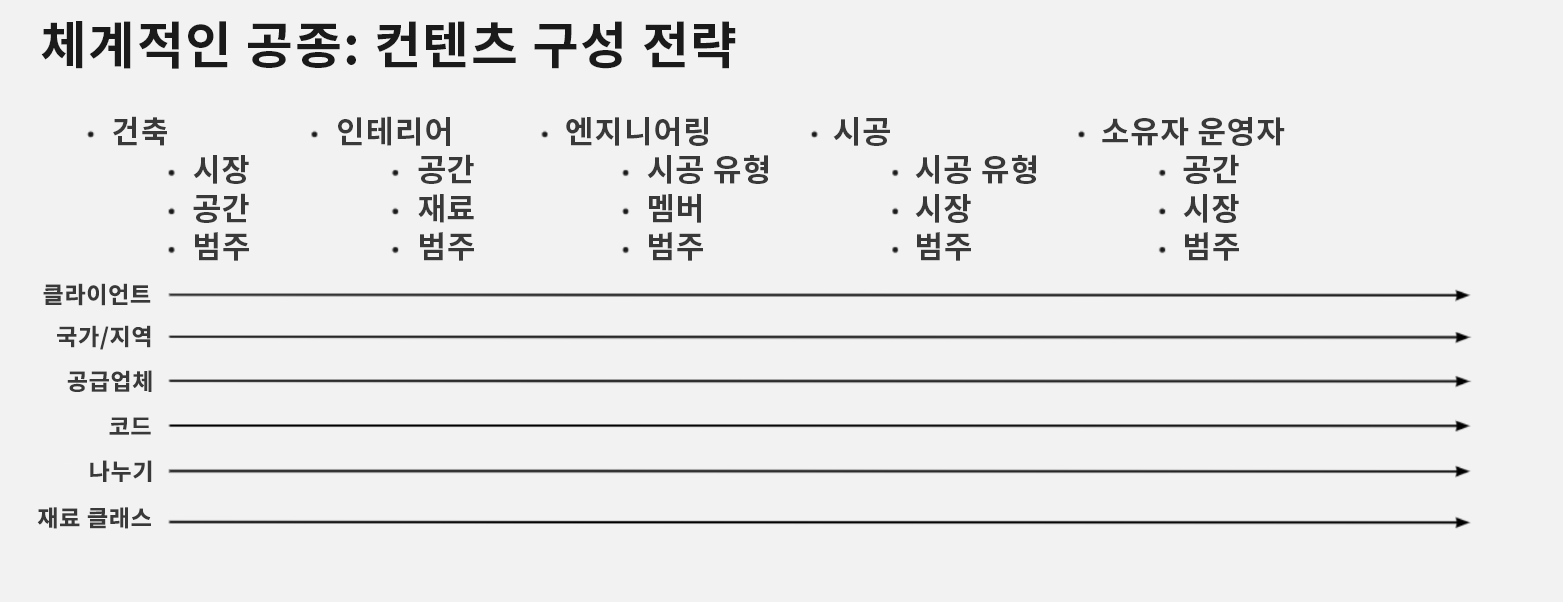 체계적인 공종: 컨텐츠 구성 전략
• 건축
• 시장
• 공간
• 범주
• 인테리어
• 공간
• 재료
• 범주
• 엔지니어링
• 시공 유형
• 멤버
• 범주
• 시공
• 시공 유형
• 시장
• 범주
• 소유자 운영자
• 공간
• 시장
• 범주
클라이언트
국가/지역
공급업체
코드
나누기
재료 클래스